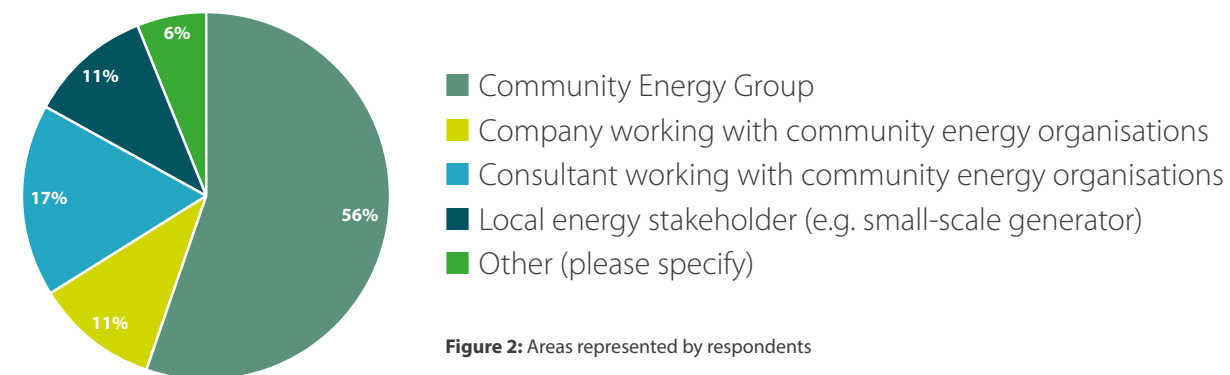 6%
11%
17%
56%
11%
Community Energy Group
Company working with community energy organisations
Consultant working with community energy organisations
Local energy stakeholder (e.g. small-scale generator)
Other (please specify)
Figure 2: Areas represented by respondents